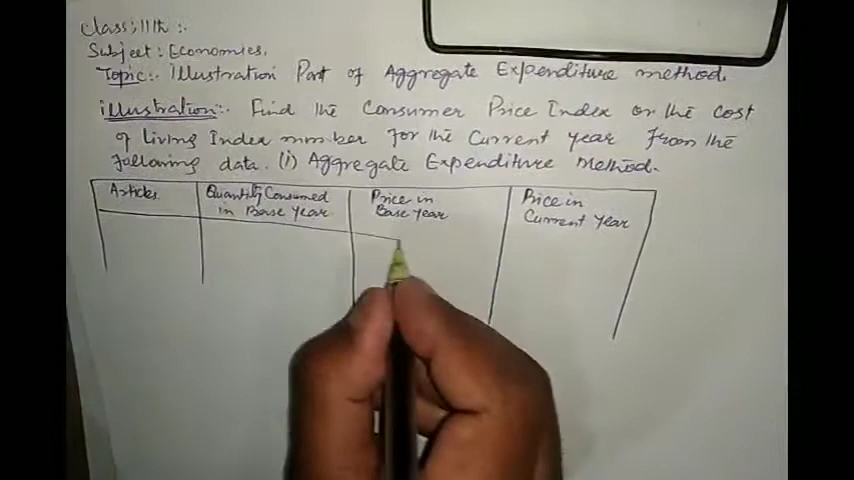 Class; 11th :-
Subject : Economics.
Topic:- Illustration Part of Aggregate Expenditure method.
illustration:- Find the Consumer Price Index or the cost
of living Index number for the Current year from the
following data. (i) Aggregate Expenditure Method.
Articles Quantity Consumed in Base Year Price in Base Year Price in Current Year